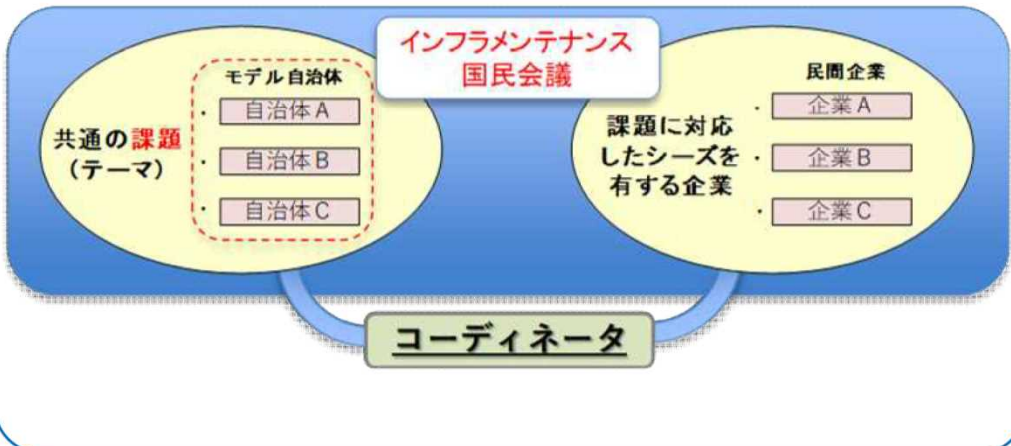 インフラメンテナンス
国民会議
モデル自治体
・自治体A
・自治体B
・自治体C
共通の課題
(テーマ)
民間企業
・企業A
・企業B
・企業C
課題に対応
したシーズを
有する企業
コーディネータ